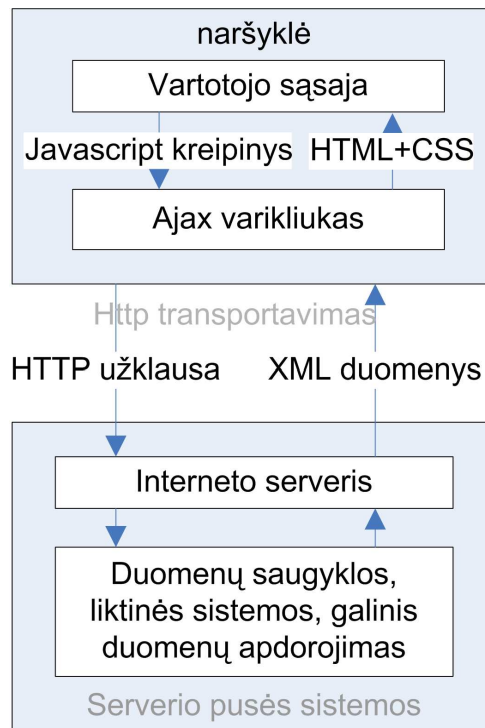 naršyklė
Vartotojo sąsaja
Javascript kreipinys
HTML+CSS
Ajax varikliukas
Http transportavimas
HTTP užklausa
XML duomenys
Interneto serveris
Duomenų saugyklos,
liktinės sistemos, galinis
duomenų apdorojimas
Serverio pusės sistemos